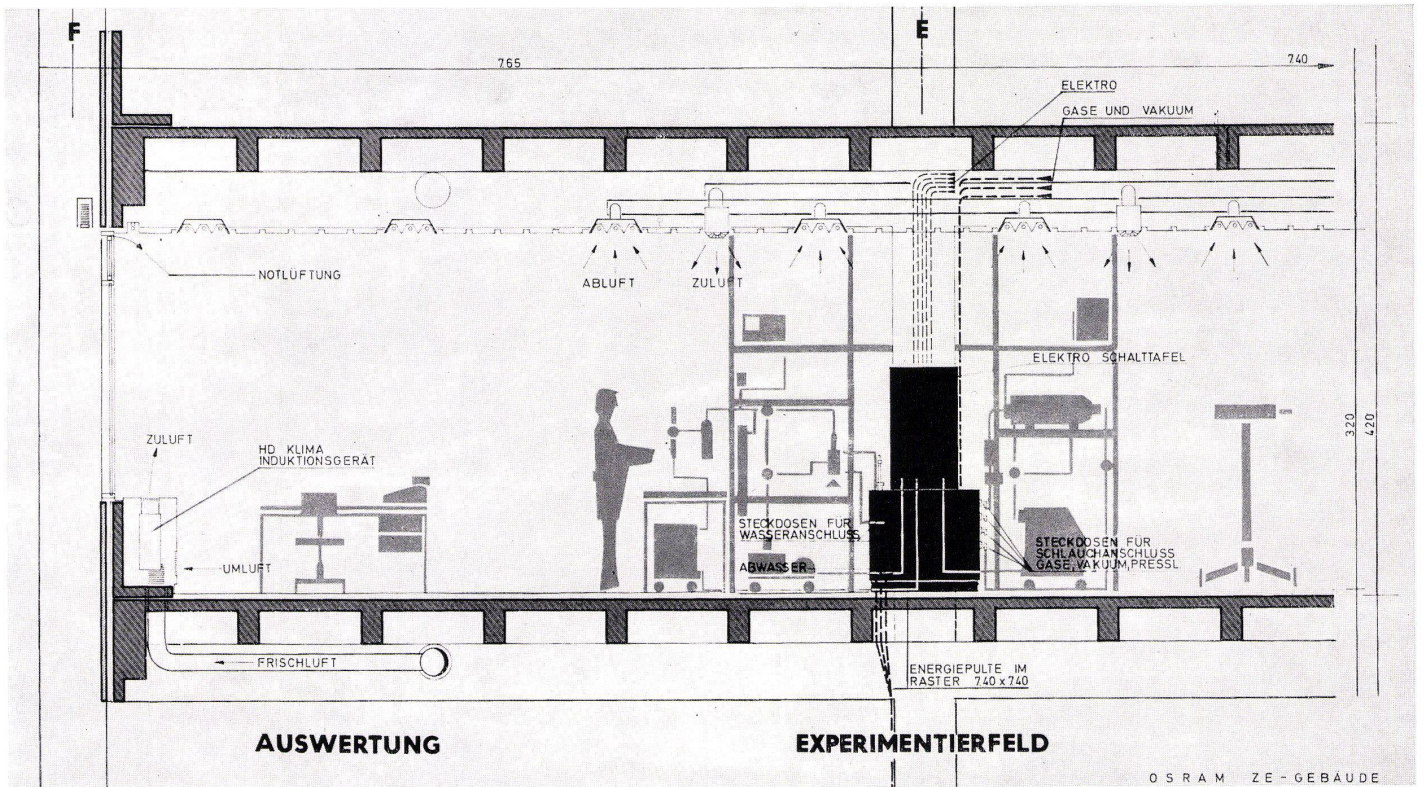 F
E
765
740
ELEKTRO
GASE UND VAKUUM
NOTLÜFTUNG
ABLUFT
ZULUFT
ELEKTRO SCHALTTAFEL
320
420
ZULUFT
HD KLIMA
INDUKTIONSGERÄT
STECKDOSEN FÜR
WASSERANSCHLUSS
STECKDOSEN FÜR
SCHLAUCHANSCHLUSS
GASE, VAKUUM, PRESSL
UMLUFT
ABWASSER
FRISCHLUFT
ENERGIEPULTE IM
RASTER 740 x 740
AUSWERTUNG
EXPERIMENTIERFELD
OSRAM ZE-GEBÄUDE